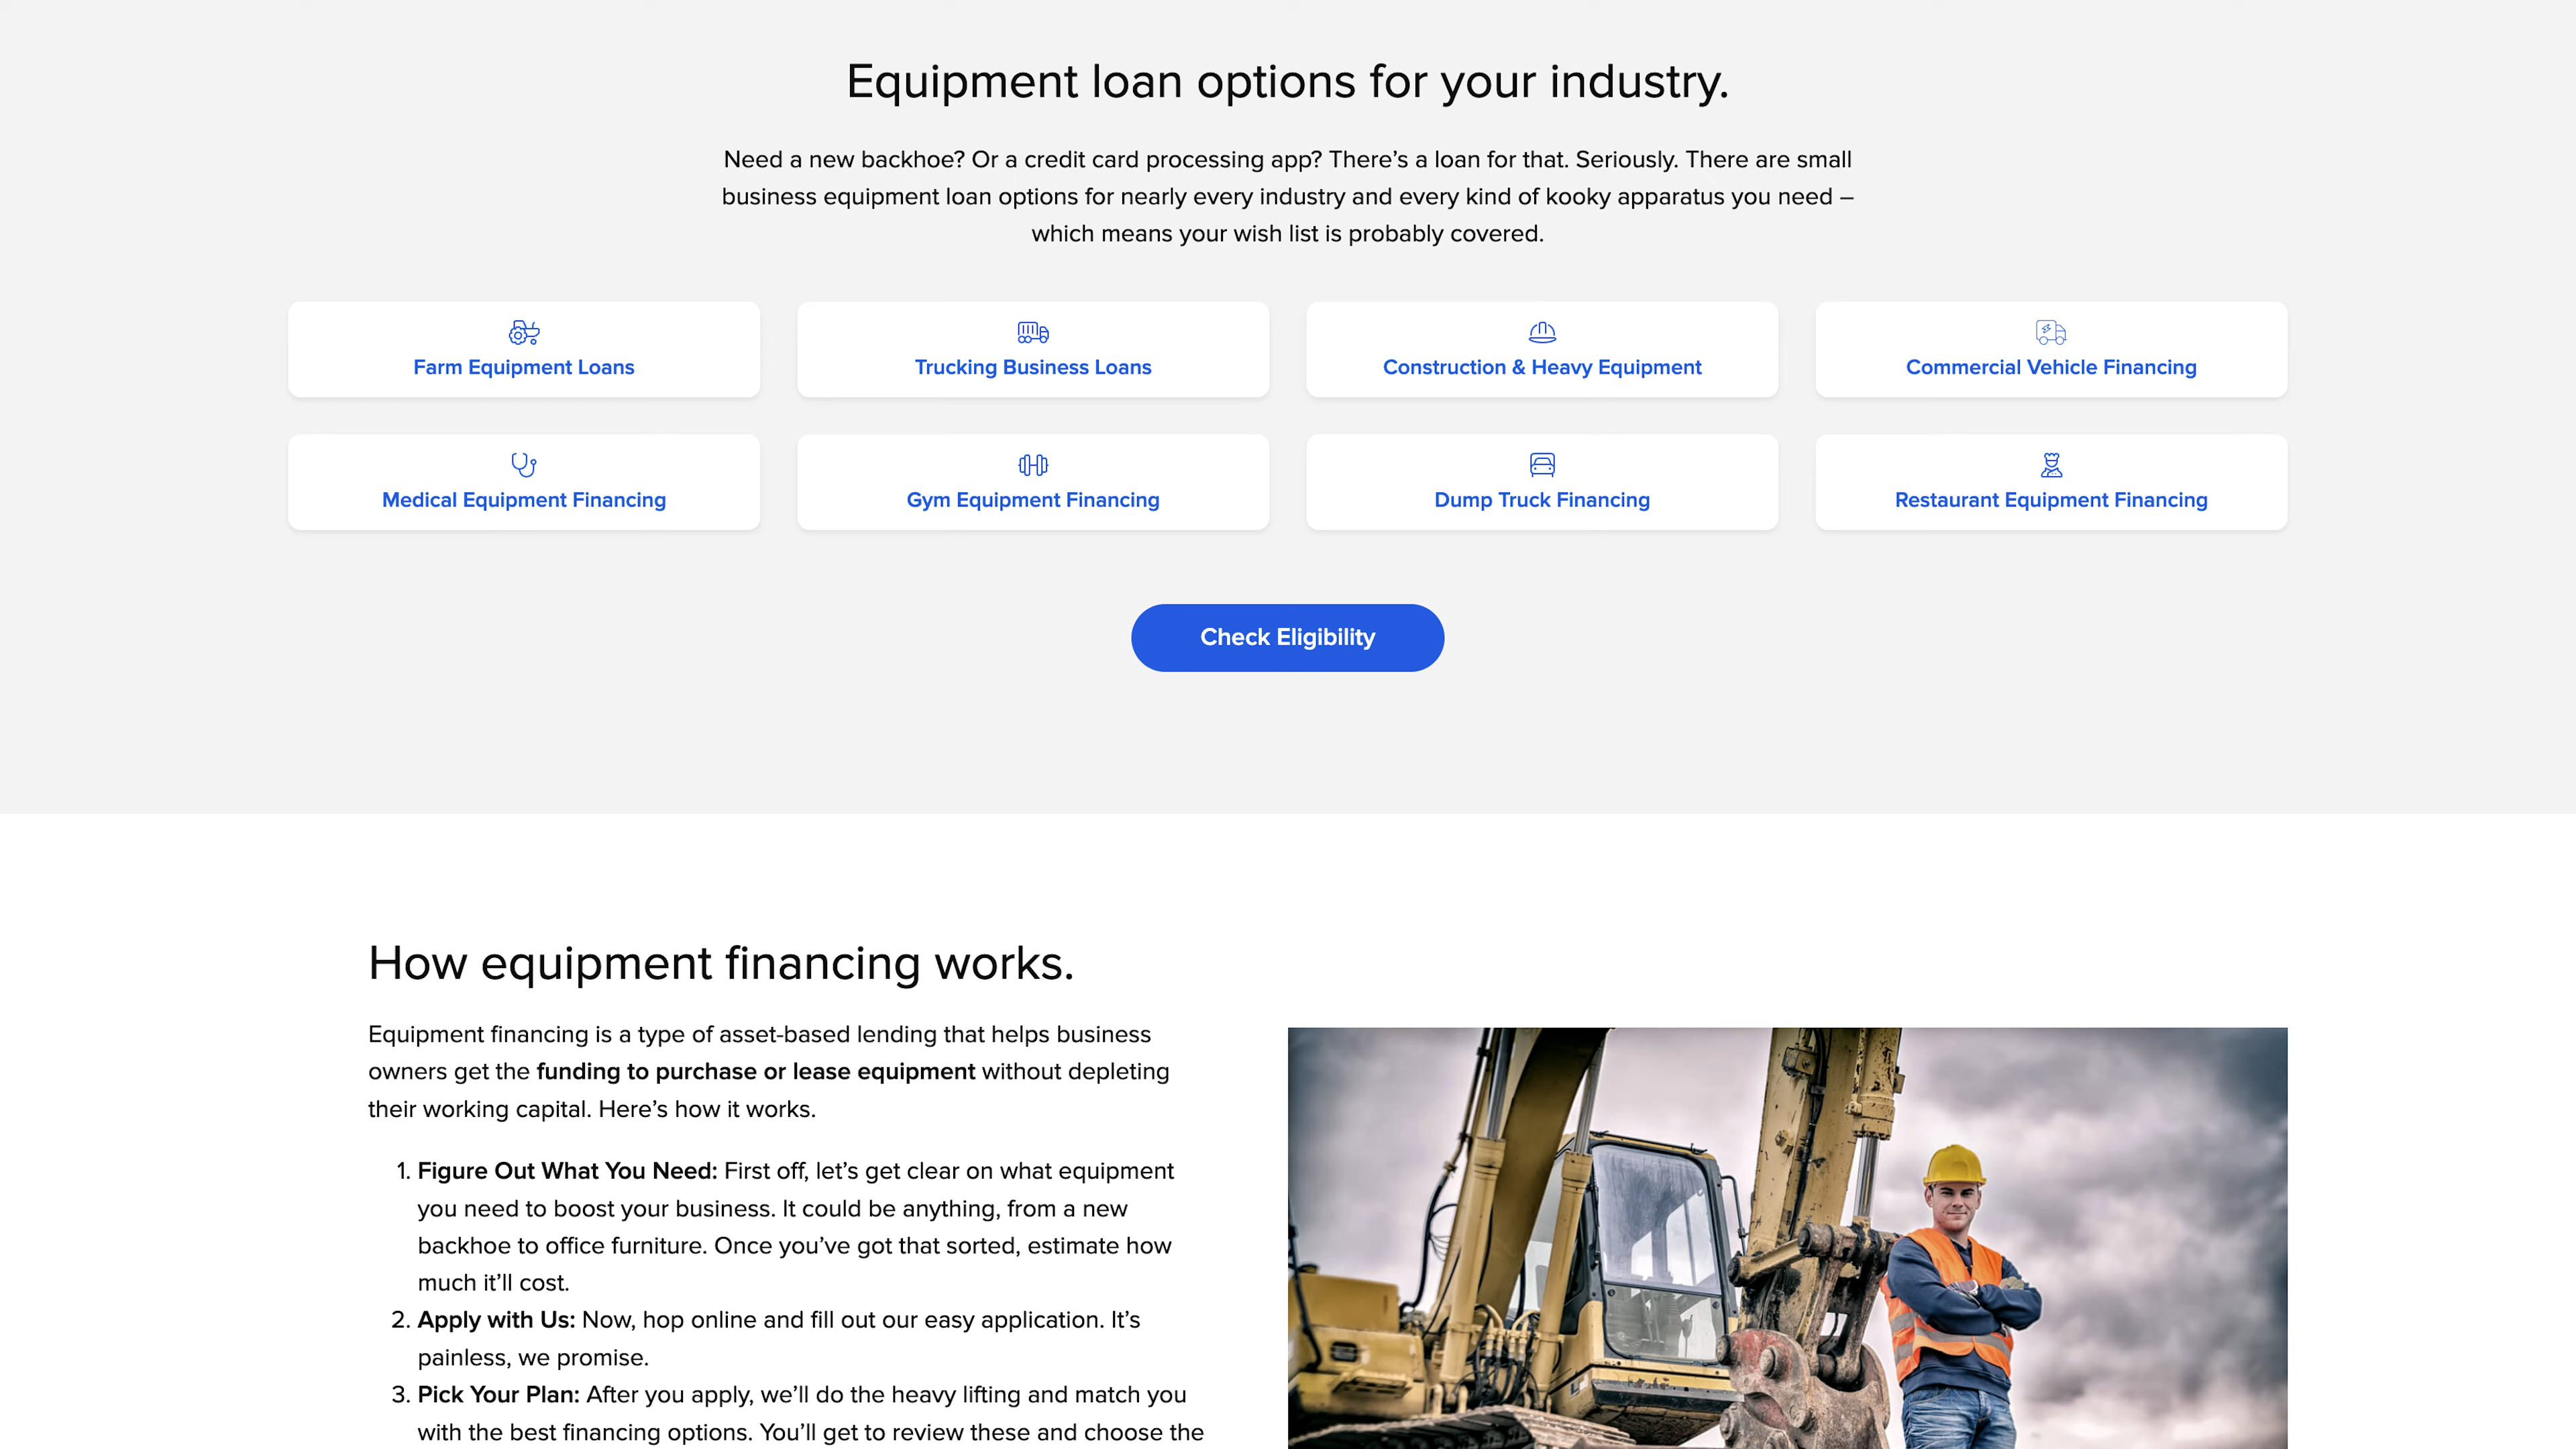 Equipment loan options for your industry.
Need a new backhoe? Or a credit card processing app? There’s a loan for that. Seriously. There are small
business equipment loan options for nearly every industry and every kind of kooky apparatus you need –
which means your wish list is probably covered.
Farm Equipment Loans
Trucking Business Loans
Construction & Heavy Equipment
Commercial Vehicle Financing
Medical Equipment Financing
Gym Equipment Financing
Dump Truck Financing
Restaurant Equipment Financing
Check Eligibility
How equipment financing works.
Equipment financing is a type of asset-based lending that helps business
owners get the funding to purchase or lease equipment without depleting
their working capital. Here’s how it works.
1. Figure Out What You Need: First off, let’s get clear on what equipment
you need to boost your business. It could be anything, from a new
backhoe to office furniture. Once you’ve got that sorted, estimate how
much it’ll cost.
2. Apply with Us: Now, hop online and fill out our easy application. It’s
painless, we promise.
3. Pick Your Plan: After you apply, we’ll do the heavy lifting and match you
with the best financing options. You’ll get to review these and choose the